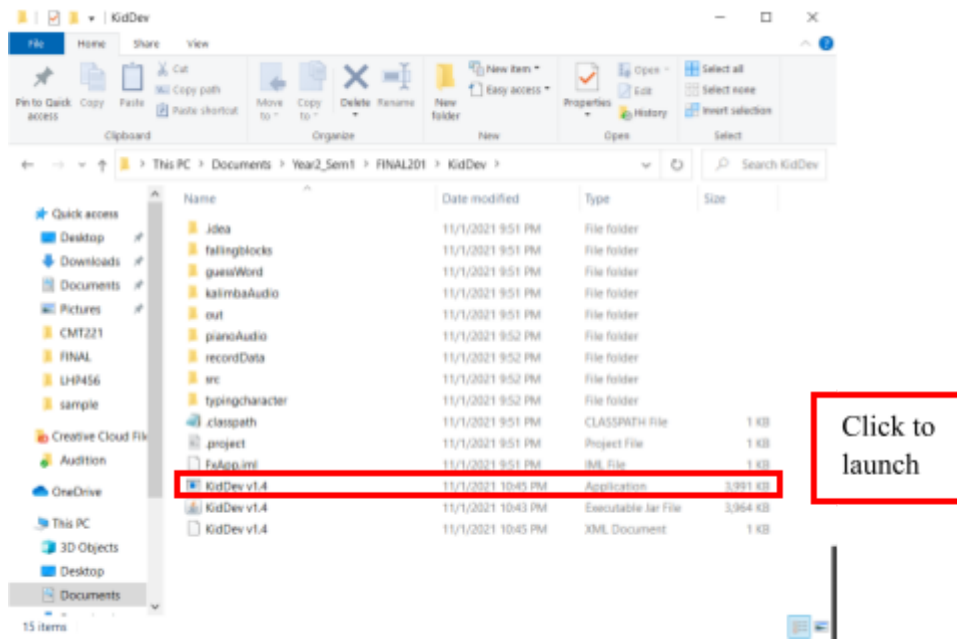 KidDev
File Home Share View
Pin to Quick access
Copy
Paste
Cut
Copy path
Paste shortcut
Clipboard
Move to
Copy to
Delete
Rename
Organize
New folder
New item
Easy access
New
Properties
Open
Edit
History
Open
Select all
Select none
Invert selection
Select
This PC > Documents > Year2_Sem1 > FINAL201 > KidDev >
Search KidDev
Quick access
Desktop
Downloads
Documents
Pictures
CMT221
FINAL
LHP456
sample
Creative Cloud Fil
Audition
OneDrive
This PC
3D Objects
Desktop
Documents
Name Date modified Type Size
.idea 11/1/2021 9:51 PM File folder
fallingblocks 11/1/2021 9:51 PM File folder
guessWord 11/1/2021 9:51 PM File folder
kalimbaAudio 11/1/2021 9:51 PM File folder
out 11/1/2021 9:51 PM File folder
pianoAudio 11/1/2021 9:52 PM File folder
recordData 11/1/2021 9:52 PM File folder
src 11/1/2021 9:52 PM File folder
typingcharacter 11/1/2021 9:52 PM File folder
.classpath 11/1/2021 9:51 PM CLASSPATH File 1 KB
.project 11/1/2021 9:51 PM Project File 1 KB
FxApp.iml 11/1/2021 9:51 PM IML File 1 KB
KidDev v1.4 11/1/2021 10:45 PM Application 3,991 KB
KidDev v1.4 11/1/2021 10:43 PM Executable Jar File 3,964 KB
KidDev v1.4 11/1/2021 10:45 PM XML Document 1 KB
Click to
launch
15 items